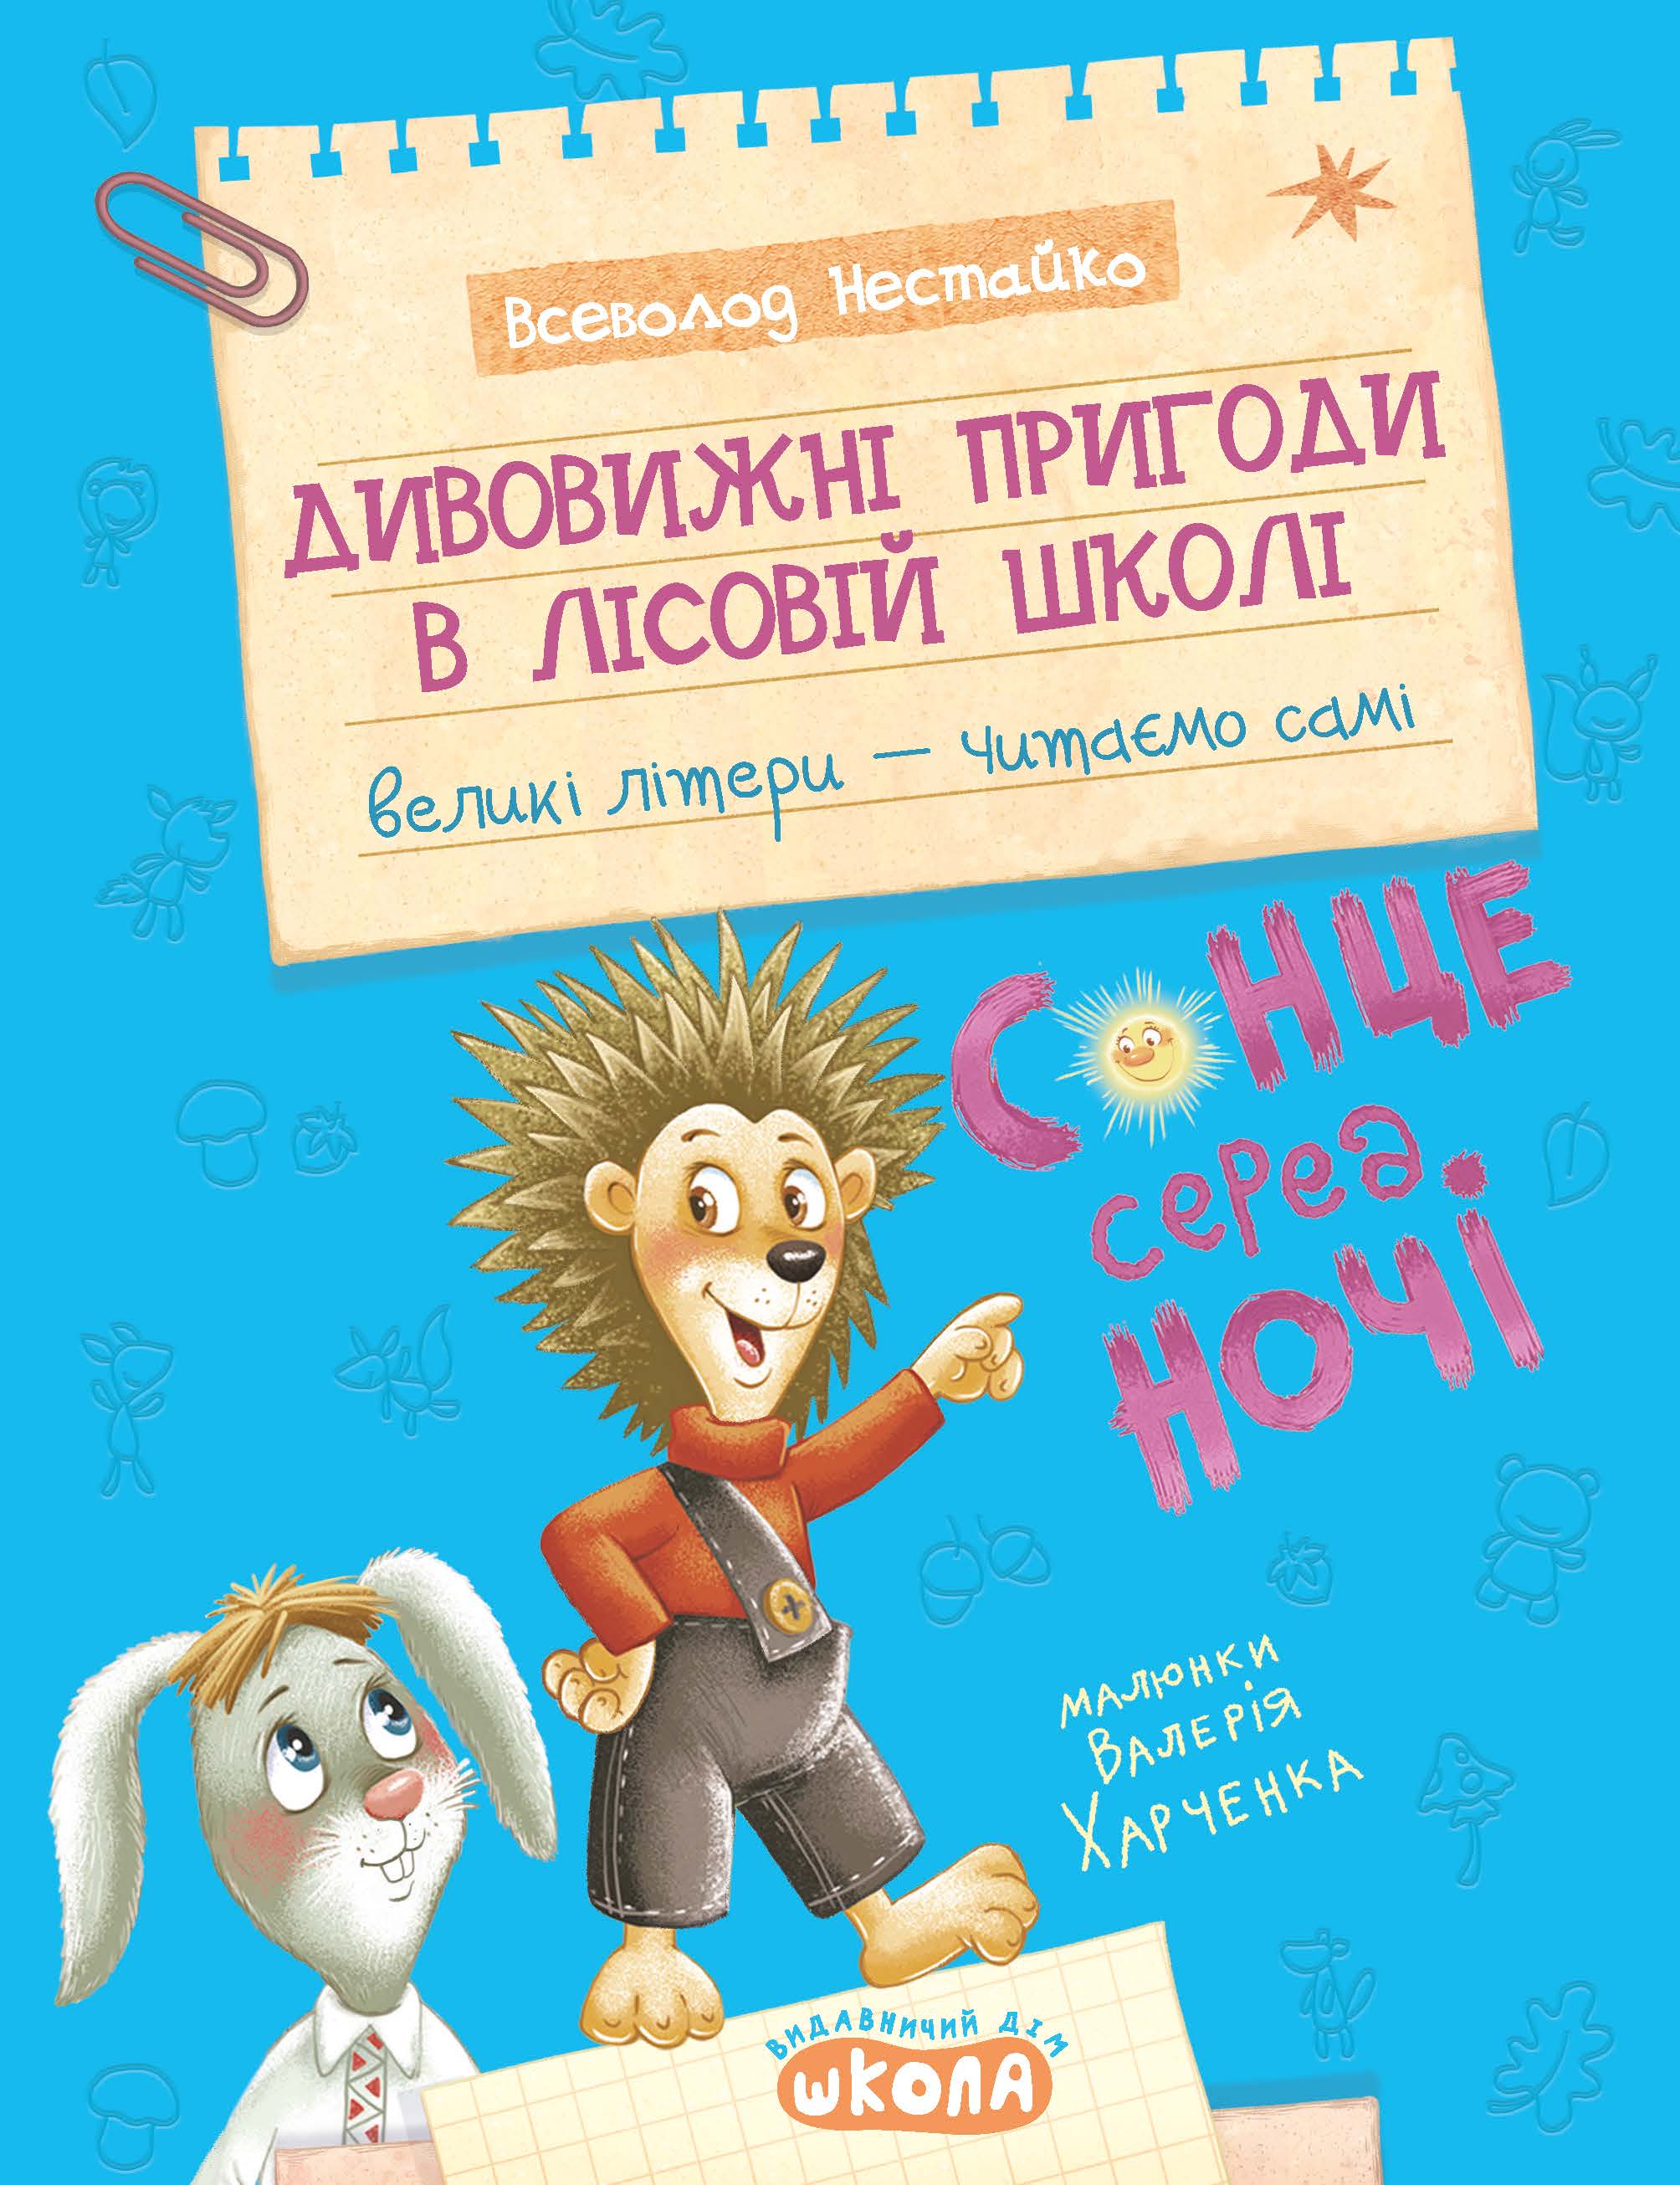 Всеволод Нестайко
ДИВОВИЖНІ ПРИГОДИ
В ЛІСОВІЙ ШКОЛІ
великі літери — читаємо самі
СОНЦЕ
серед
НОЧІ
МАЛЮНКИ
ВАЛЕРІЯ
ХАРЧЕНКА
ВИДАВНИЧИЙ ДІМ
ШКОЛА